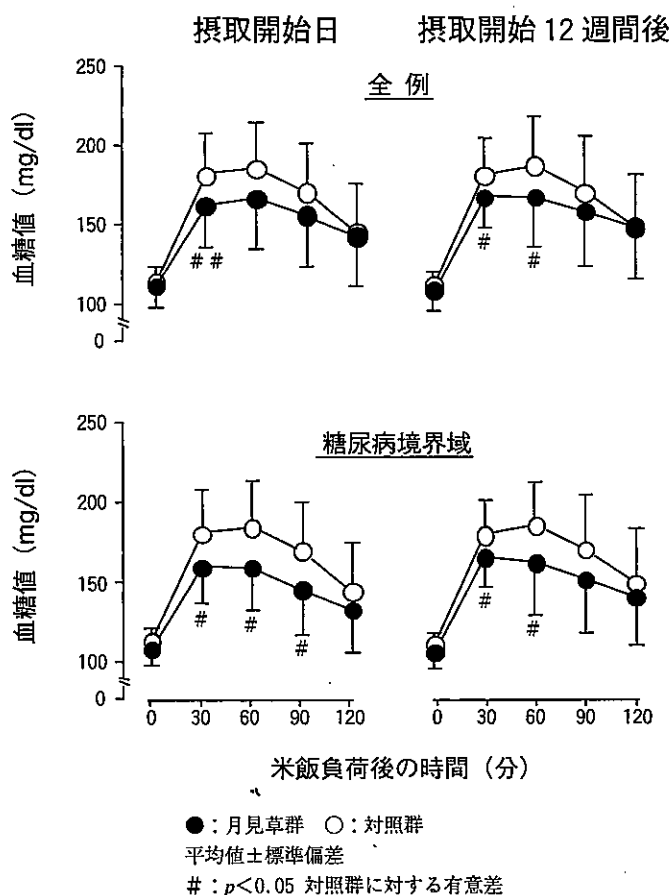 摂取開始日 摂取開始12週間後
全例
血糖値 (mg/dl)
250
200
150
100
0
##
#
#
糖尿病境界域
血糖値 (mg/dl)
250
200
150
100
0
#
#
#
#
#
0 30 60 90 120 0 30 60 90 120
米飯負荷後の時間 (分)
●:月見草群 ○:対照群
平均値±標準偏差
#:p<0.05 対照群に対する有意差